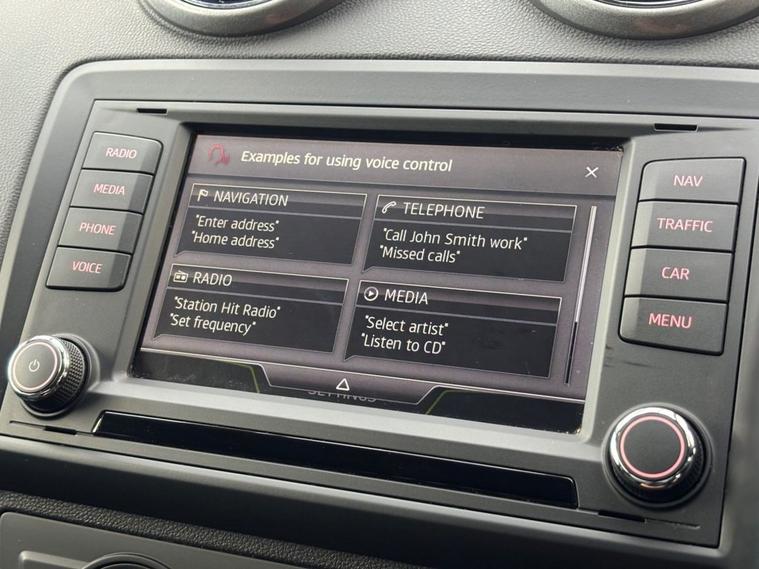 RADIO
MEDIA
PHONE
VOICE
Examples for using voice control
NAVIGATION
"Enter address"
"Home address"
TELEPHONE
"Call John Smith work"
"Missed calls"
RADIO
"Station Hit Radio"
"Set frequency"
MEDIA
"Select artist"
"Listen to CD"
SETTINGS
NAV
TRAFFIC
CAR
MENU